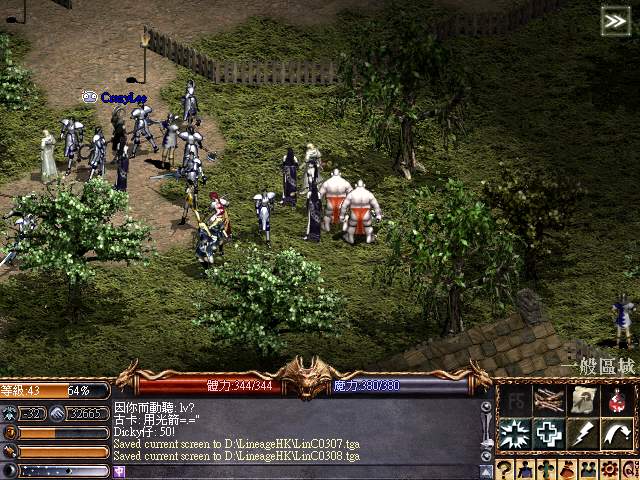 CrazyLee
一般區域
等級:43 64%
體力:344/344
魔力:380/380
-32
32665
因你而動聽: lv?
古卡: 用光箭=.="
Dicky仔: 50!
Saved current screen to D:\LineageHK\LinC0307.tga
Saved current screen to D:\LineageHK\LinC0308.tga
中
F5